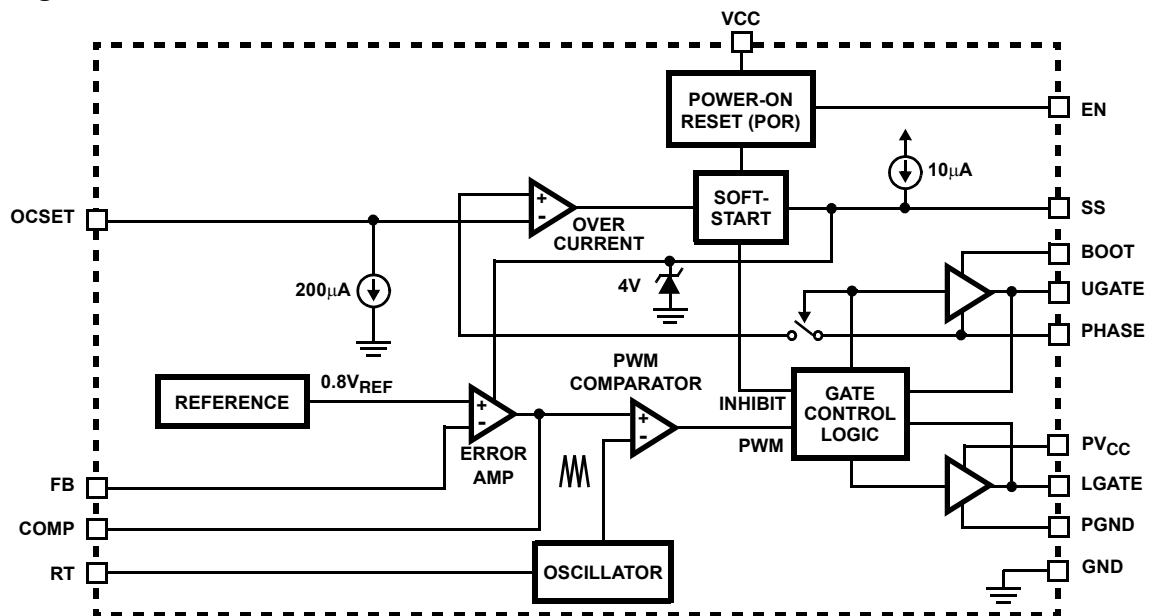 VCC
POWER-ON
RESET (POR)
EN
10µA
SOFT-
START
SS
OCSET
+
-
OVER
CURRENT
BOOT
200µA
4V
UGATE
PHASE
PWM
COMPARATOR
0.8VREF
REFERENCE
+
-
+
-
INHIBIT
GATE
CONTROL
LOGIC
PWM
ERROR
AMP
PVCC
FB
LGATE
COMP
PGND
RT
OSCILLATOR
GND